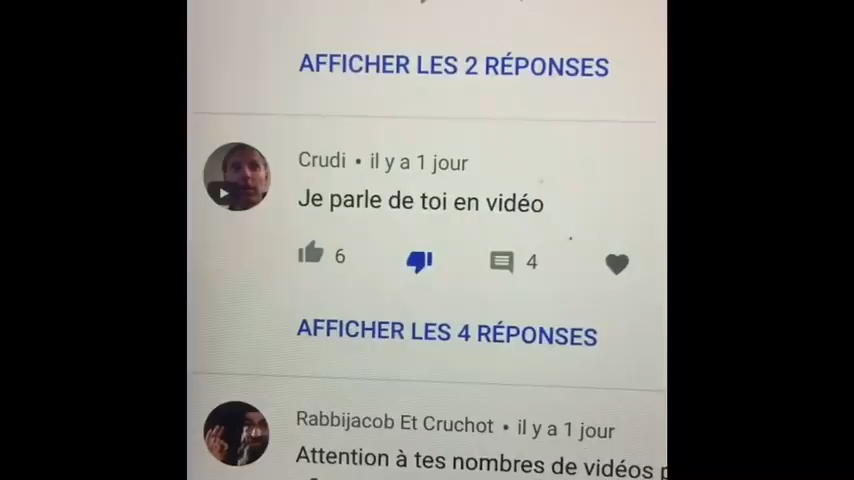 AFFICHER LES 2 RÉPONSES
Crudi • il y a 1 jour
Je parle de toi en vidéo
6
4
AFFICHER LES 4 RÉPONSES
Rabbijacob Et Cruchot • il y a 1 jour
Attention à tes nombres de vidéos